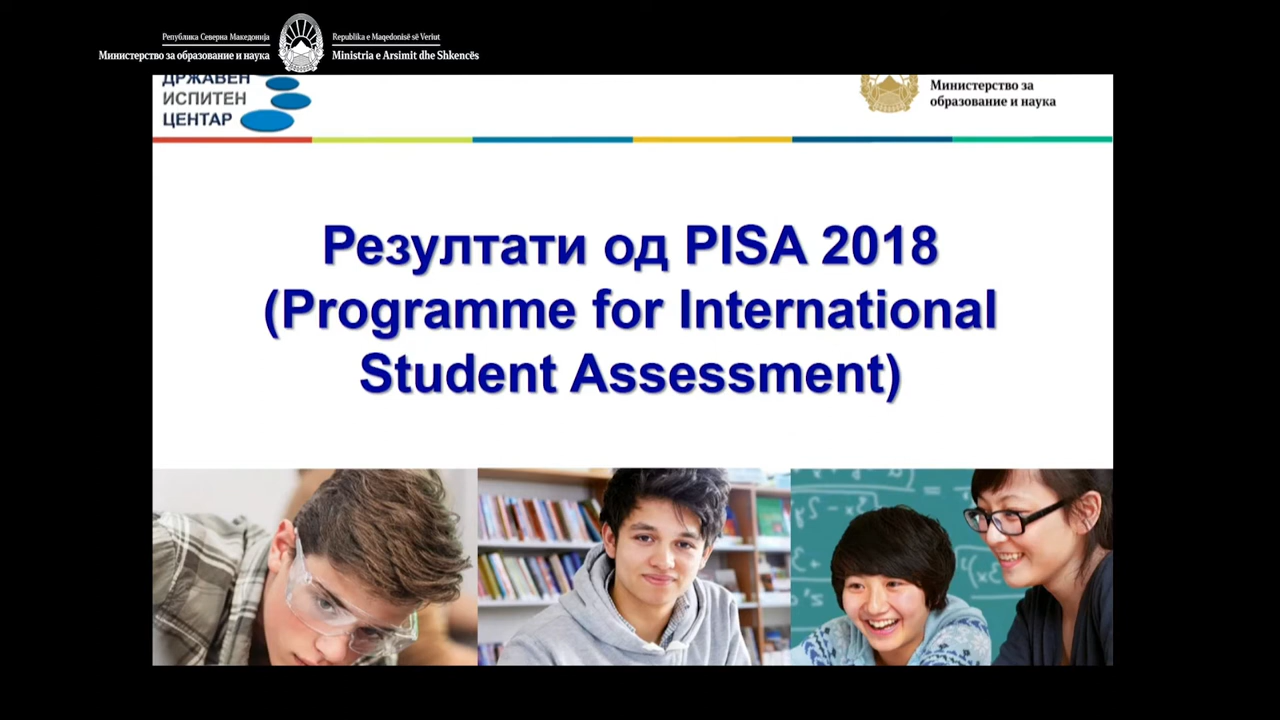 Република Северна Македонија
Министерство за образование и наука
Republika e Maqedonisë së Veriut
Ministria e Arsimit dhe Shkencës
ДРЖАВЕН
ИСПИТЕН
ЦЕНТАР
Министерство за
образование и наука
Резултати од PISA 2018
(Programme for International
Student Assessment)